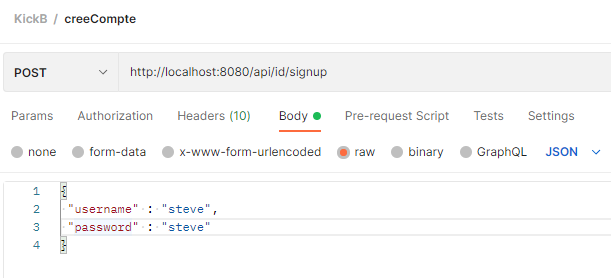 KickB / creeCompte
POST http://localhost:8080/api/id/signup
Params Authorization Headers (10) Body Pre-request Script Tests Settings
none form-data x-www-form-urlencoded raw binary GraphQL JSON
1 {
2 "username" : "steve",
3 "password" : "steve"
4 }